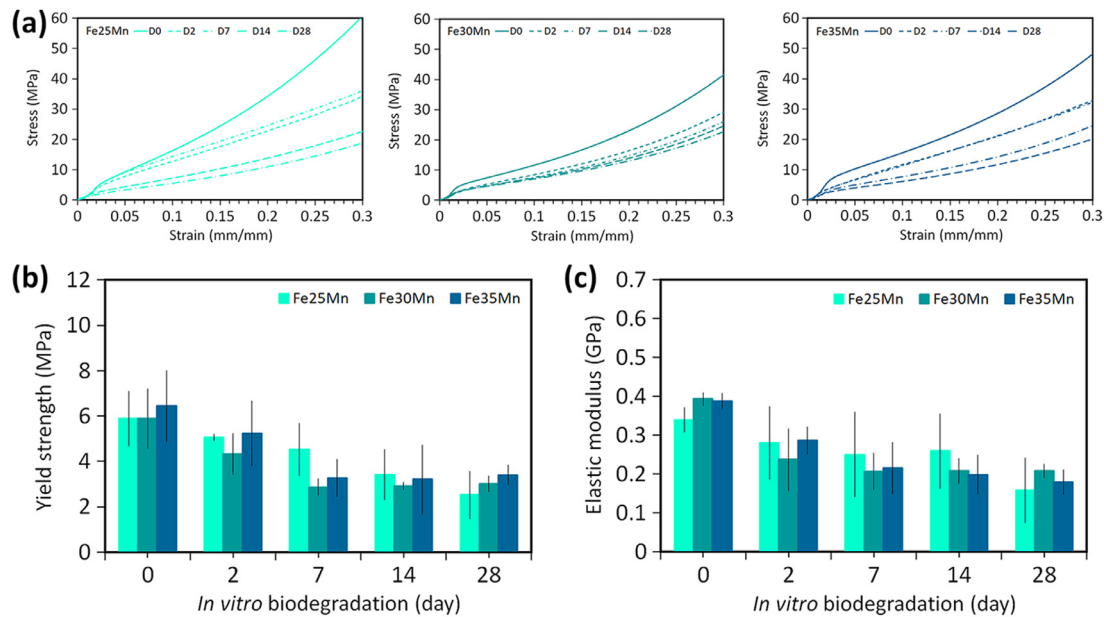 (a)
Fe25Mn D0 D2 D7 D14 D28
60
50
40
30
20
10
0
Stress (MPa)
0 0.05 0.1 0.15 0.2 0.25 0.3
Strain (mm/mm)
Fe30Mn D0 D2 D7 D14 D28
60
50
40
30
20
10
0
Stress (MPa)
0 0.05 0.1 0.15 0.2 0.25 0.3
Strain (mm/mm)
Fe35Mn D0 D2 D7 D14 D28
60
50
40
30
20
10
0
Stress (MPa)
0 0.05 0.1 0.15 0.2 0.25 0.3
Strain (mm/mm)
(b)
Fe25Mn Fe30Mn Fe35Mn
12
10
8
6
4
2
0
Yield strength (MPa)
0 2 7 14 28
In vitro biodegradation (day)
(c)
Fe25Mn Fe30Mn Fe35Mn
0.7
0.6
0.5
0.4
0.3
0.2
0.1
0
Elastic modulus (GPa)
0 2 7 14 28
In vitro biodegradation (day)